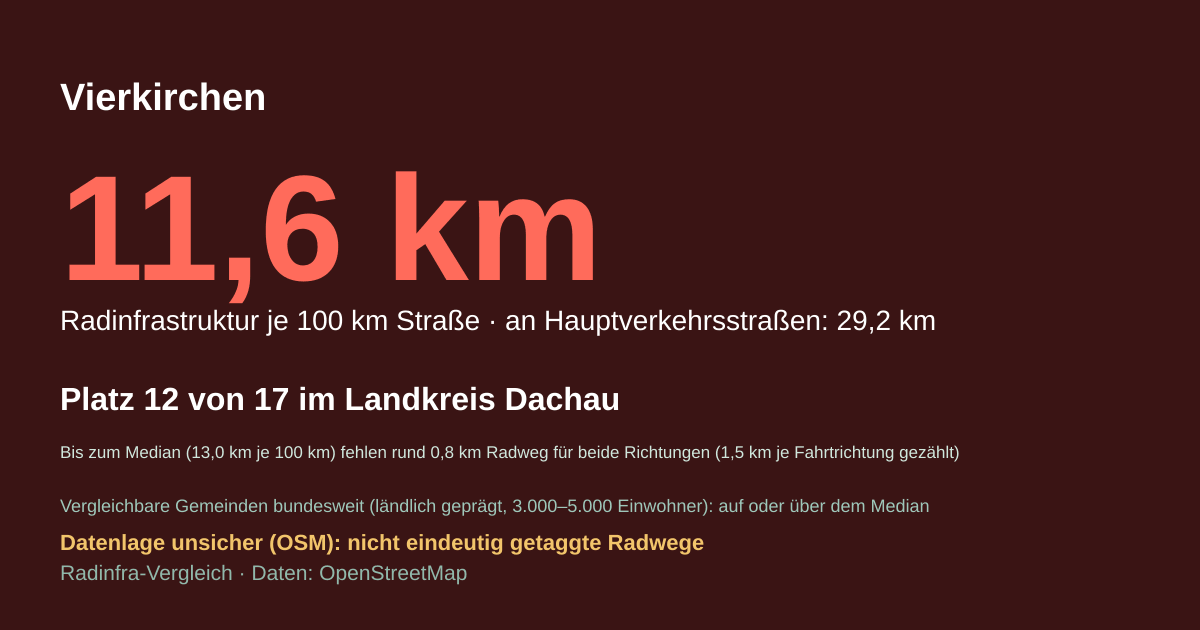 Vierkirchen
11,6 km
Radinfrastruktur je 100 km Straße · an Hauptverkehrsstraßen: 29,2 km
Platz 12 von 17 im Landkreis Dachau
Bis zum Median (13,0 km je 100 km) fehlen rund 0,8 km Radweg für beide Richtungen (1,5 km je Fahrtrichtung gezählt)
Vergleichbare Gemeinden bundesweit (ländlich geprägt, 3.000–5.000 Einwohner): auf oder über dem Median
Datenlage unsicher (OSM): nicht eindeutig getaggte Radwege
Radinfra-Vergleich · Daten: OpenStreetMap